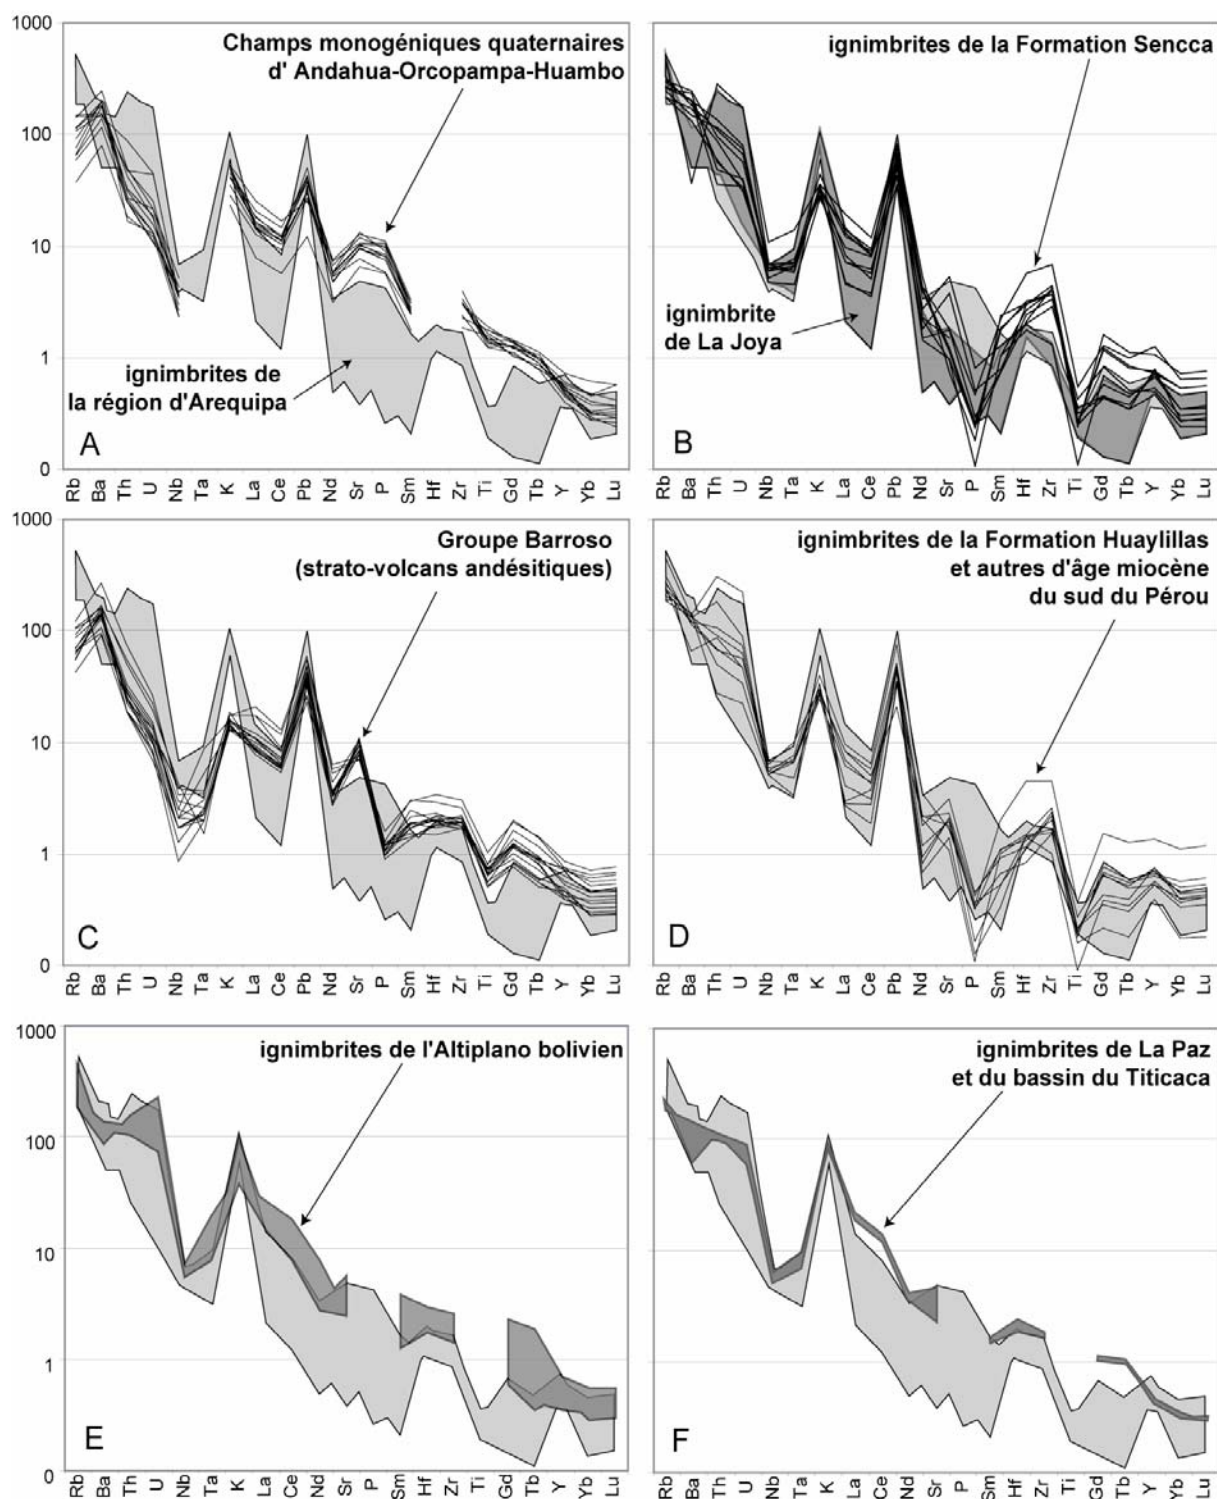 1000
100
10
1
0
Champs monogéniques quaternaires
d' Andahua-Orcopampa-Huambo
ignimbrites de
la région d'Arequipa
A
Rb Ba Th U Nb Ta K La Ce Pb Nd Sr P Sm Hf Zr Ti Gd Tb Y Yb Lu
ignimbrites de la Formation Sencca
ignimbrite
de La Joya
B
Rb Ba Th U Nb Ta K La Ce Pb Nd Sr P Sm Hf Zr Ti Gd Tb Y Yb Lu
1000
100
10
1
0
Groupe Barroso
(strato-volcans andésitiques)
C
Rb Ba Th U Nb Ta K La Ce Pb Nd Sr P Sm Hf Zr Ti Gd Tb Y Yb Lu
ignimbrites de la Formation Huaylillas
et autres d'âge miocène
du sud du Pérou
D
Rb Ba Th U Nb Ta K La Ce Pb Nd Sr P Sm Hf Zr Ti Gd Tb Y Yb Lu
1000
100
10
1
0
ignimbrites de l'Altiplano bolivien
E
Rb Ba Th U Nb Ta K La Ce Nd Sr P Sm Hf Zr Ti Gd Tb Y Yb Lu
ignimbrites de La Paz
et du bassin du Titicaca
F
Rb Ba Th U Nb Ta K La Ce Nd Sr P Sm Hf Zr Ti Gd Tb Y Yb Lu